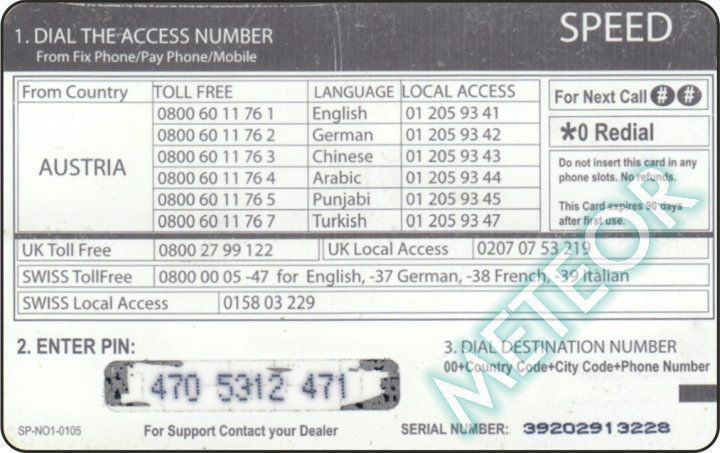 SPEED
1. DIAL THE ACCESS NUMBER
From Fix Phone/Pay Phone/Mobile
From Country TOLL FREE LANGUAGE LOCAL ACCESS
AUSTRIA
0800 60 11 76 1 English 01 205 93 41
0800 60 11 76 2 German 01 205 93 42
0800 60 11 76 3 Chinese 01 205 93 43
0800 60 11 76 4 Arabic 01 205 93 44
0800 60 11 76 5 Punjabi 01 205 93 45
0800 60 11 76 7 Turkish 01 205 93 47
For Next Call # #
*0 Redial
Do not insert this card in any
phone slots. No refunds.
This Card expires 90 days
after first use.
UK Toll Free 0800 27 99 122 UK Local Access 0207 07 53 219
SWISS TollFree 0800 00 05 -47 for English, -37 German, -38 French, -39 Italian
SWISS Local Access 0158 03 229
2. ENTER PIN:
470 5312 471
3. DIAL DESTINATION NUMBER
00+Country Code+City Code+Phone Number
SP-NO1-0105
For Support Contact your Dealer
SERIAL NUMBER: 39202913228
METEOR